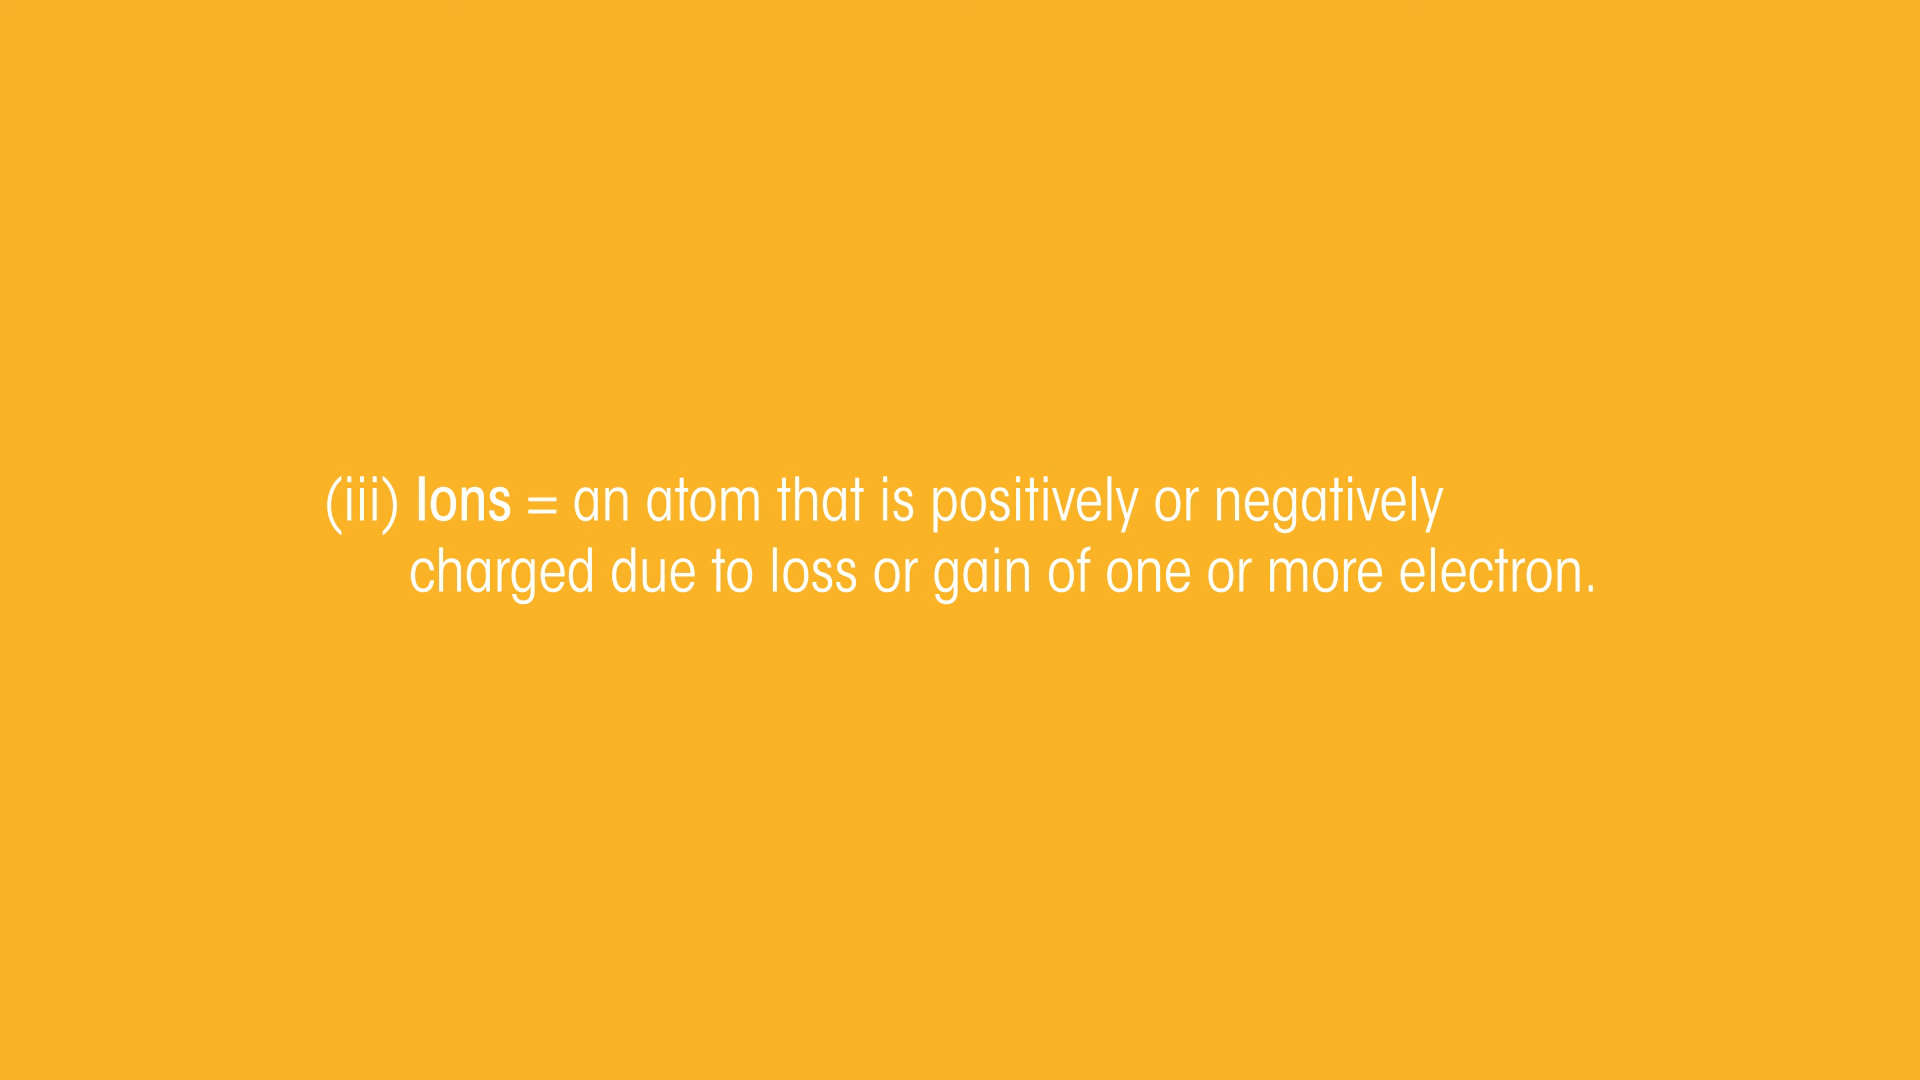 (iii) Ions = an atom that is positively or negatively
charged due to loss or gain of one or more electron.